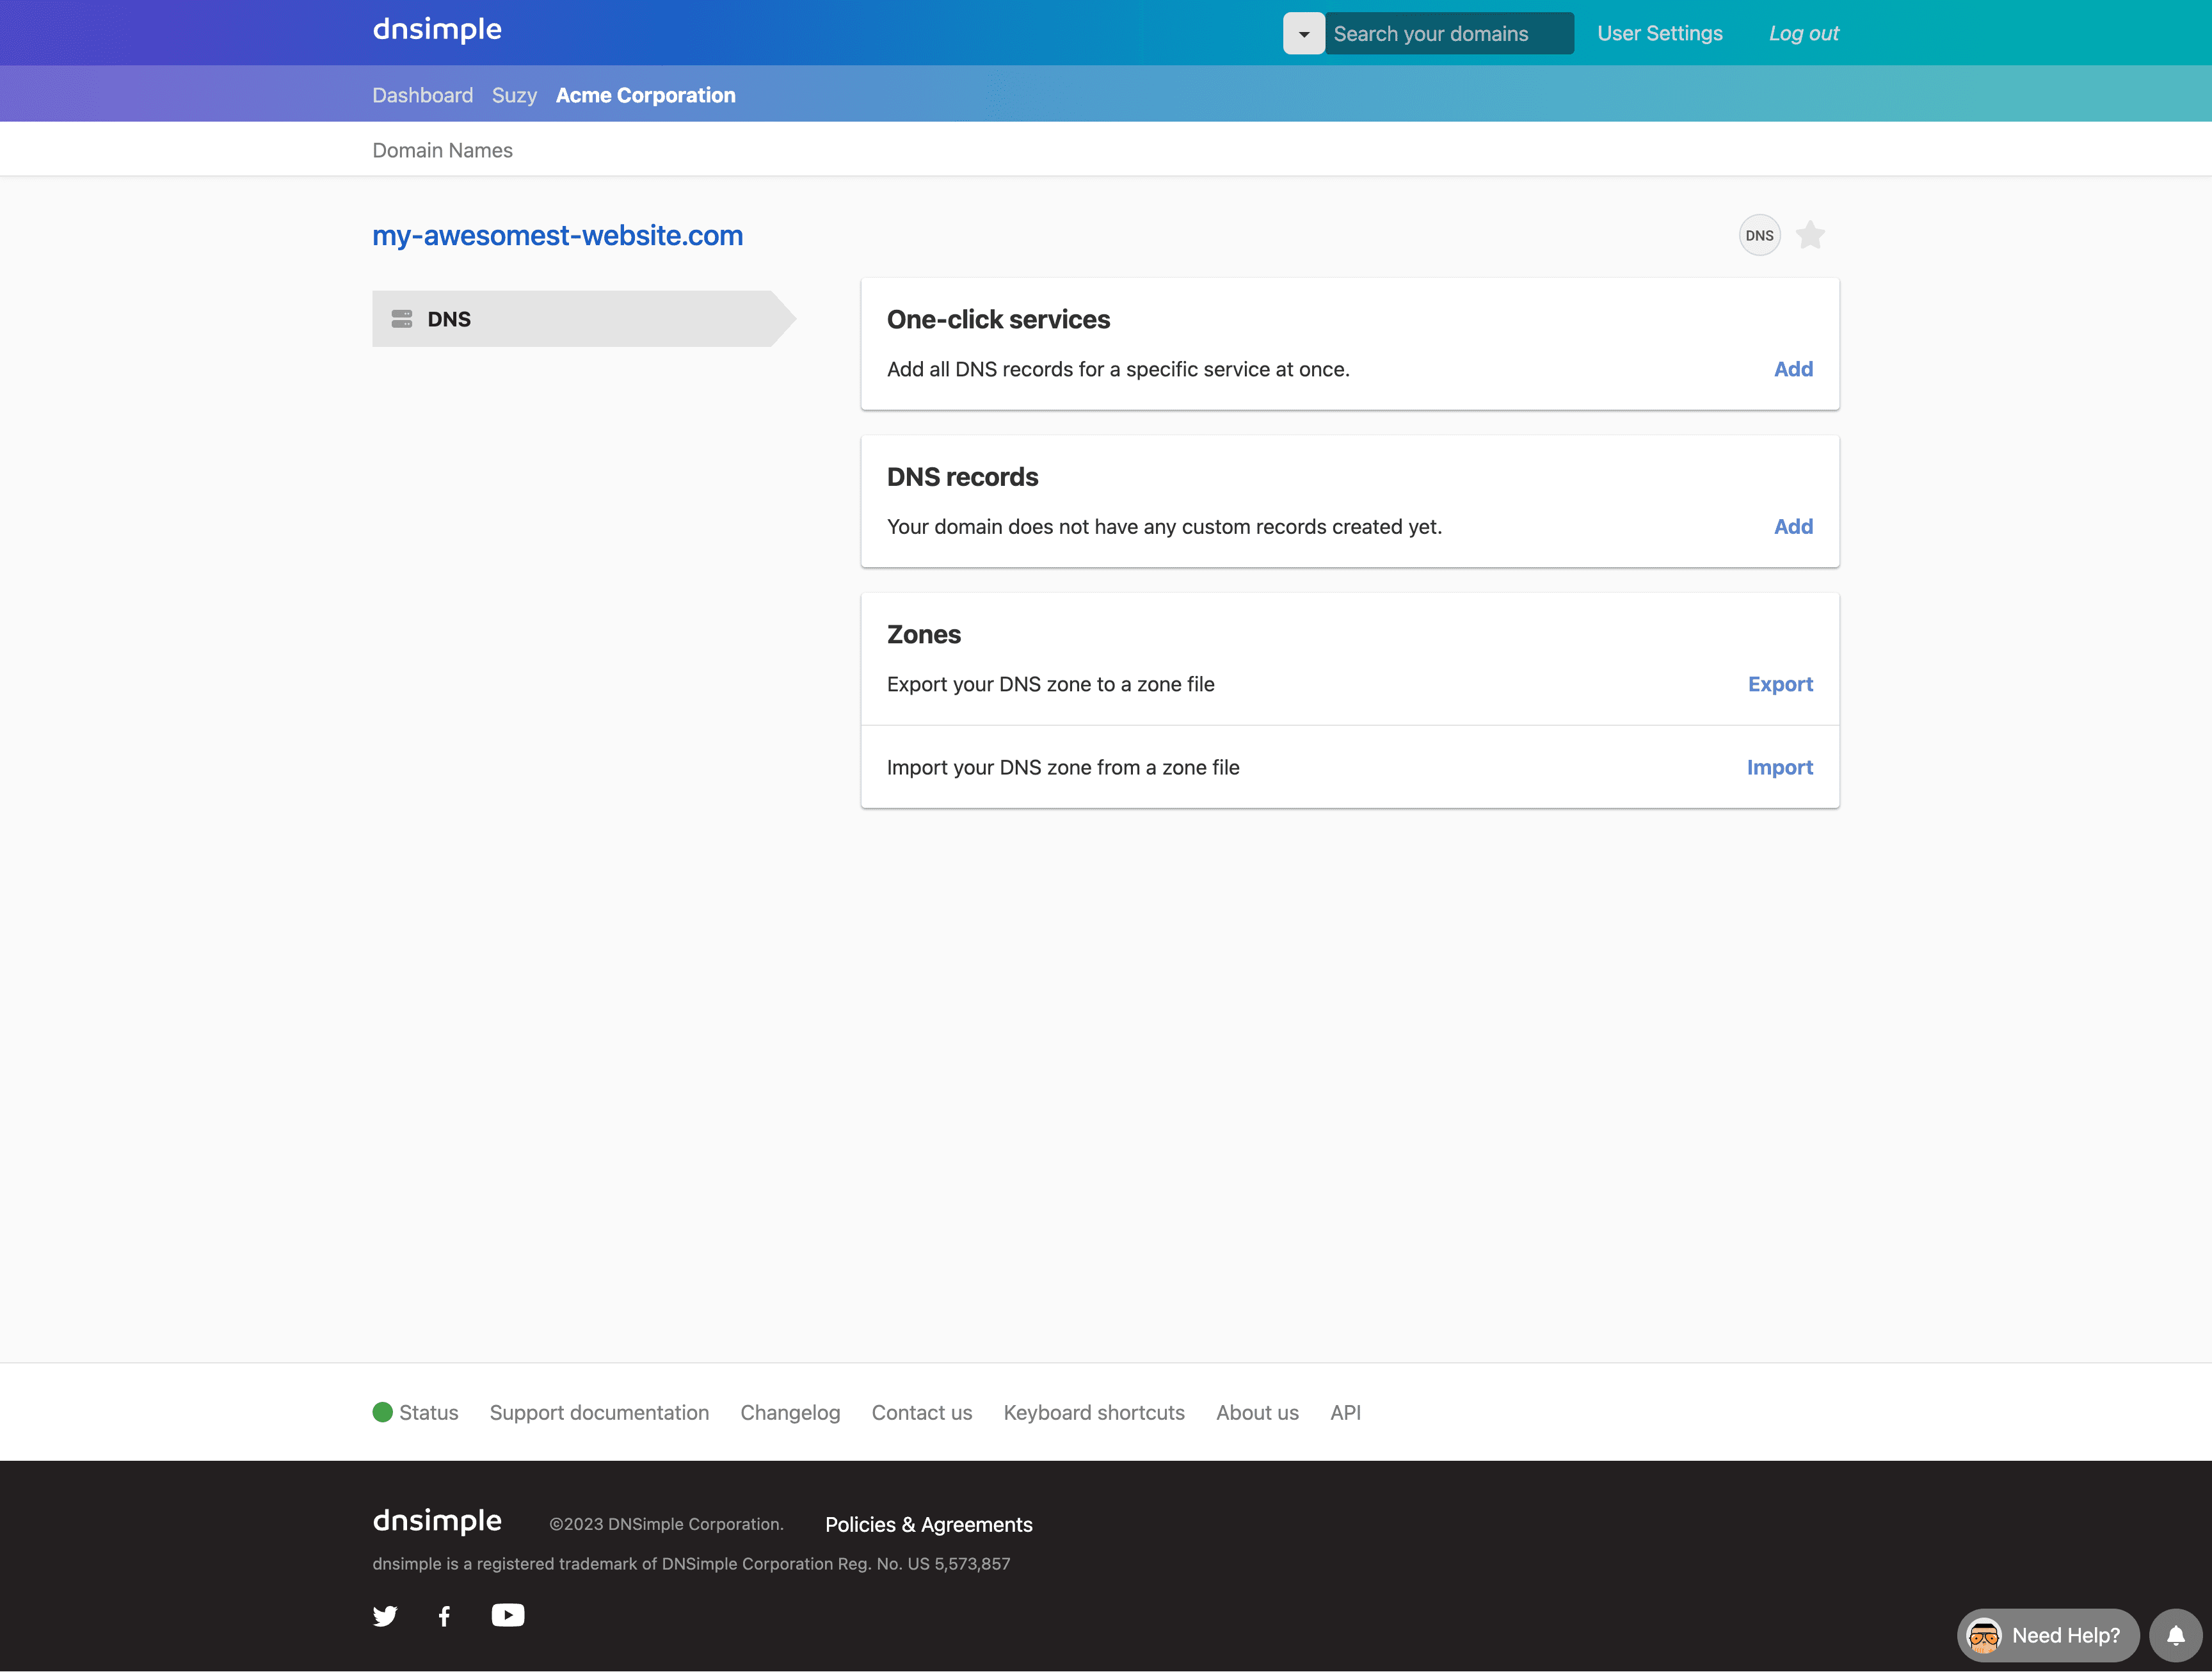 dnsimple
Search your domains
User Settings
Log out
Dashboard Suzy Acme Corporation
Domain Names
my-awesomest-website.com
DNS
DNS
One-click services
Add all DNS records for a specific service at once.
Add
DNS records
Your domain does not have any custom records created yet.
Add
Zones
Export your DNS zone to a zone file
Export
Import your DNS zone from a zone file
Import
Status Support documentation Changelog Contact us Keyboard shortcuts About us API
dnsimple ©2023 DNSimple Corporation. Policies & Agreements
dnsimple is a registered trademark of DNSimple Corporation Reg. No. US 5,573,857
Need Help?